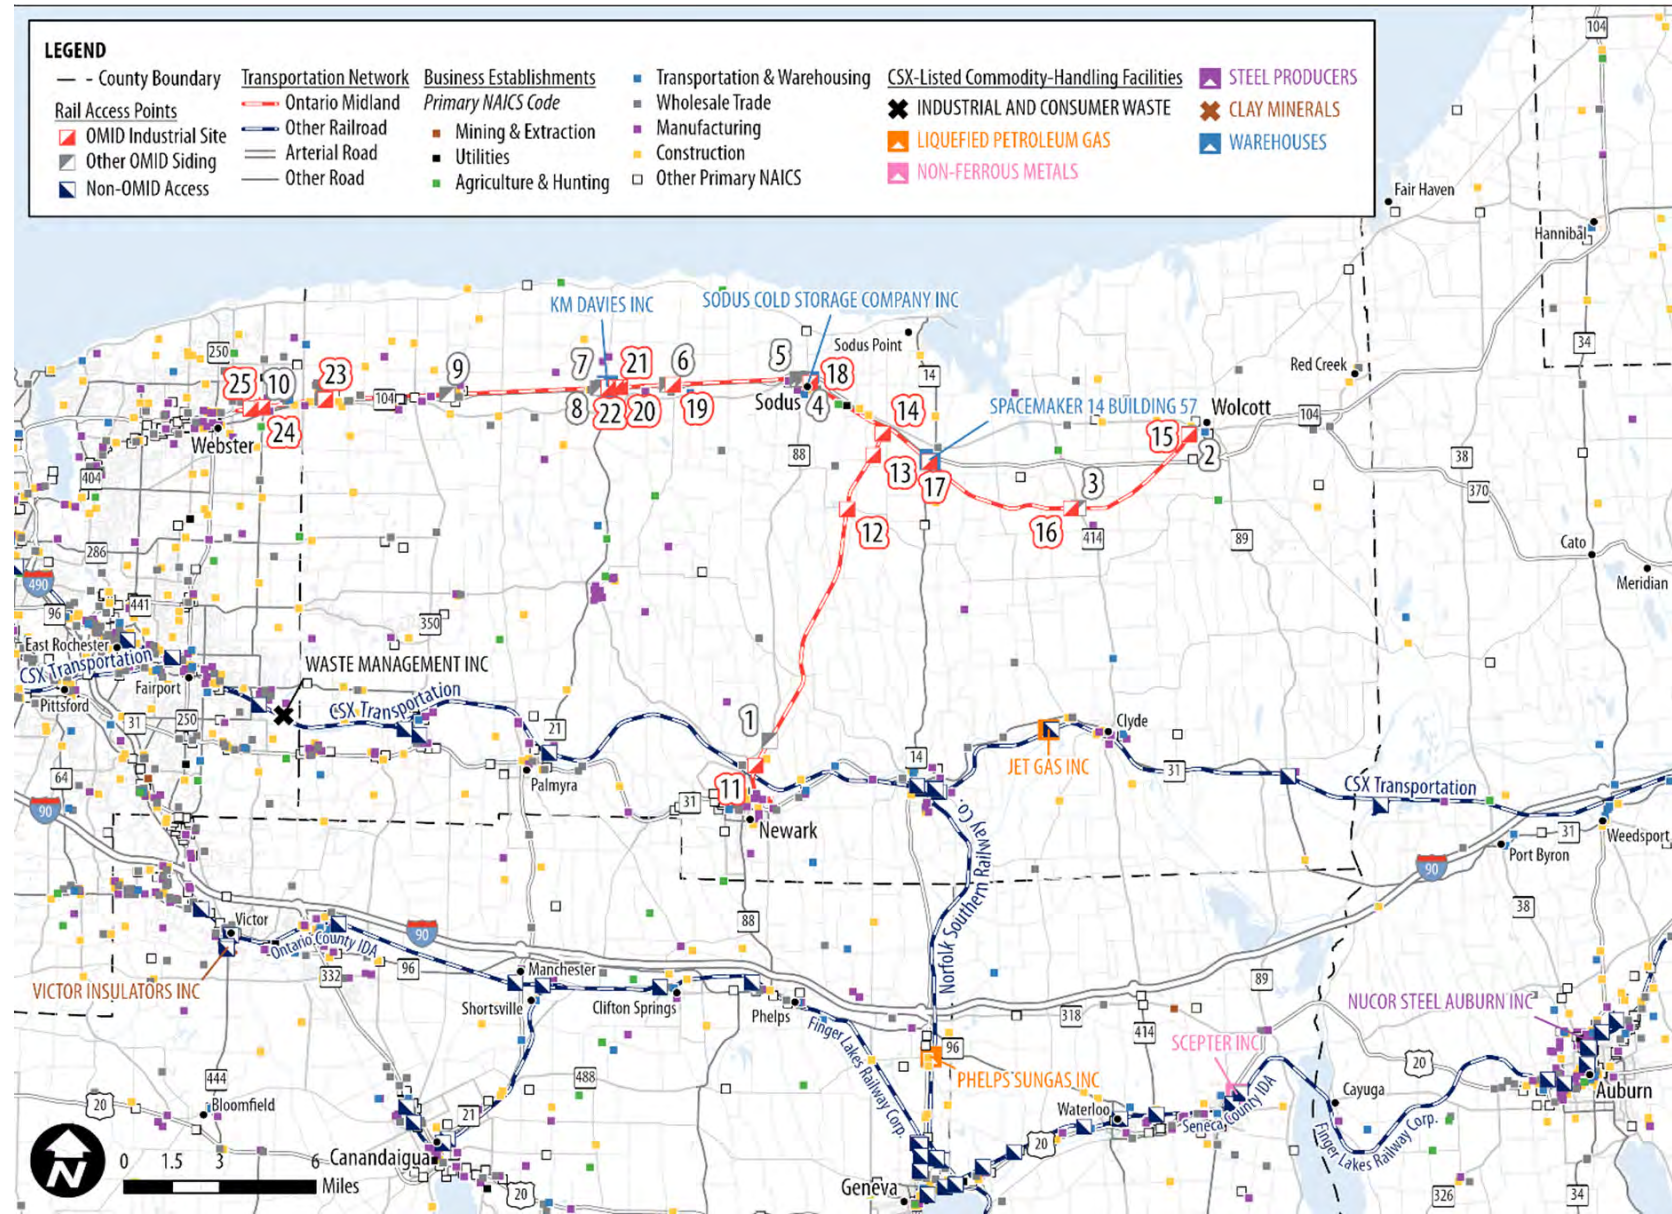 LEGEND
County Boundary
Rail Access Points
OMID Industrial Site
Other OMID Siding
Non-OMID Access
Transportation Network
Ontario Midland
Other Railroad
Arterial Road
Other Road
Business Establishments
Primary NAICS Code
Mining & Extraction
Utilities
Agriculture & Hunting
Transportation & Warehousing
Wholesale Trade
Manufacturing
Construction
Other Primary NAICS
CSX-Listed Commodity-Handling Facilities
INDUSTRIAL AND CONSUMER WASTE
LIQUEFIED PETROLEUM GAS
NON-FERROUS METALS
STEEL PRODUCERS
CLAY MINERALS
WAREHOUSES
104
Fair Haven
Hannibal
KM DAVIES INC
SODUS COLD STORAGE COMPANY INC
Sodus Point
34
250
Red Creek
25
10
23
9
7
21
6
5
18
14
104
8
22
20
19
Sodus
4
14
SPACEMAKER 14 BUILDING 57
Wolcott
104
24
Webster
15
2
88
13
17
38
404
3
370
12
16
414
89
286
Cato
Meridian
490
96
441
350
East Rochester
CSX Transportation
WASTE MANAGEMENT INC
Fairport
Pittsford
CSX Transportation
31
250
21
1
14
Clyde
64
Palmyra
JET GAS INC
31
CSX Transportation
11
31
90
Newark
31
Weedsport
Port Byron
90
Norfolk Southern Railway Co.
38
Victor
88
90
Ontario County IDA
332
96
Manchester
89
VICTOR INSULATORS INC
Shortsville
Clifton Springs
Phelps
318
NUCOR STEEL AUBURN INC
414
Finger Lakes Railway Corp.
96
SCEPTER INC
20
444
488
PHELPS SUNGAS INC
Auburn
20
Bloomfield
21
Waterloo
Cayuga
Seneca County IDA
Finger Lakes Railway Corp.
20
N
0 1.5 3 6
Miles
Canandaigua
20
Geneva
326
34